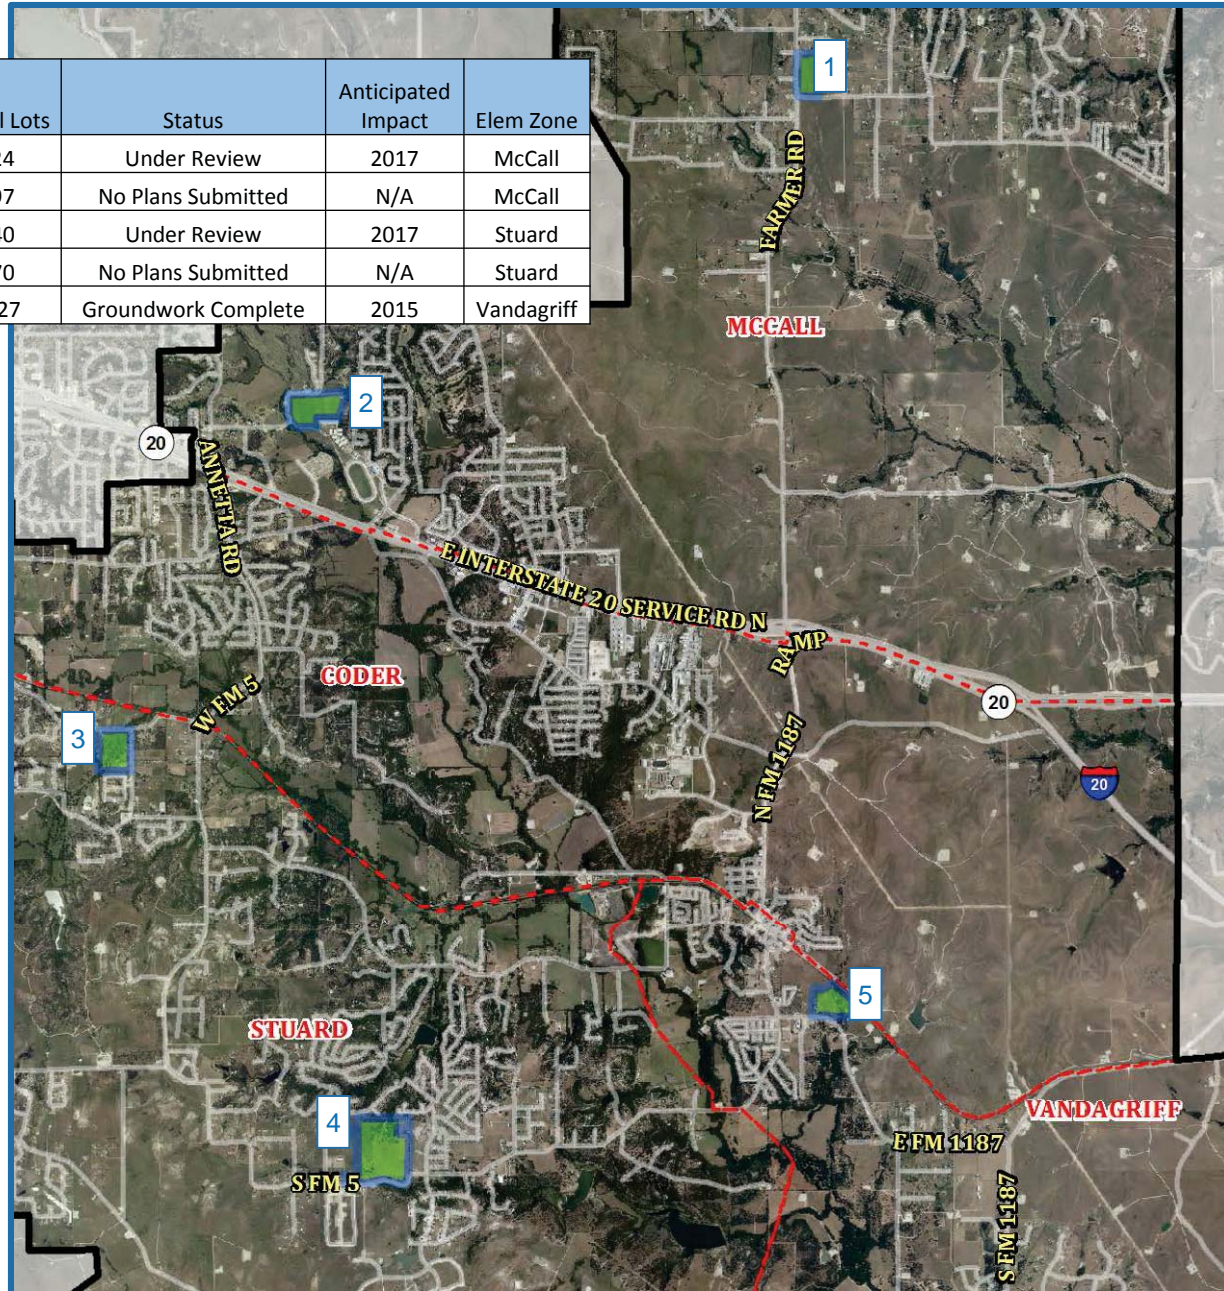 Anticipated
l Lots Status Impact Elem Zone
24 Under Review 2017 McCall
97 No Plans Submitted N/A McCall
40 Under Review 2017 Stuard
70 No Plans Submitted N/A Stuard
27 Groundwork Complete 2015 Vandagriff
1
FARMER RD
MCCALL
2
20
ANNETTA RD
E INTERSTATE 20 SERVICE RD N
RAMP
CODER
W FM 5
20
3
N FM 1187
20
5
STUARD
4
VANDAGRIFF
E FM 1187
S FM 5
S FM 1187